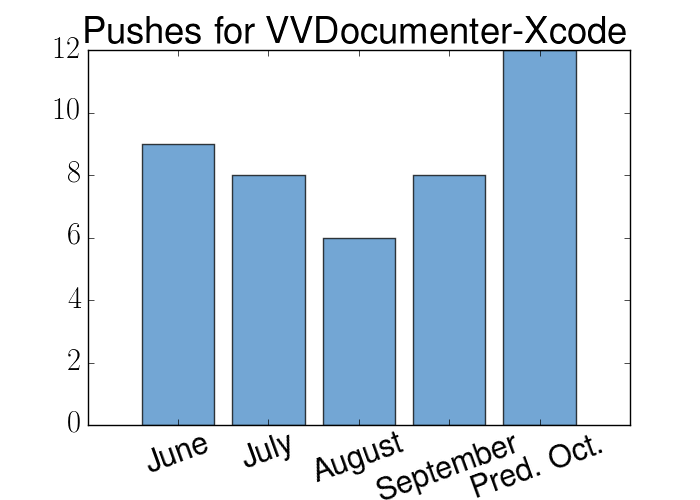 Pushes for VVDocumenter-Xcode
12
10
8
6
4
2
0
June
July
August
September
Pred. Oct.